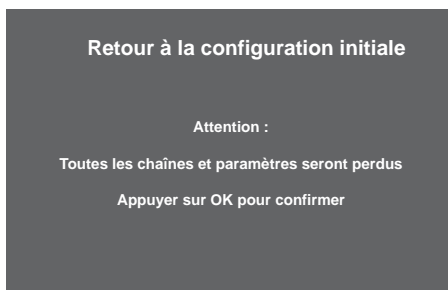 Retour à la configuration initiale
Attention :
Toutes les chaînes et paramètres seront perdus
Appuyer sur OK pour confirmer